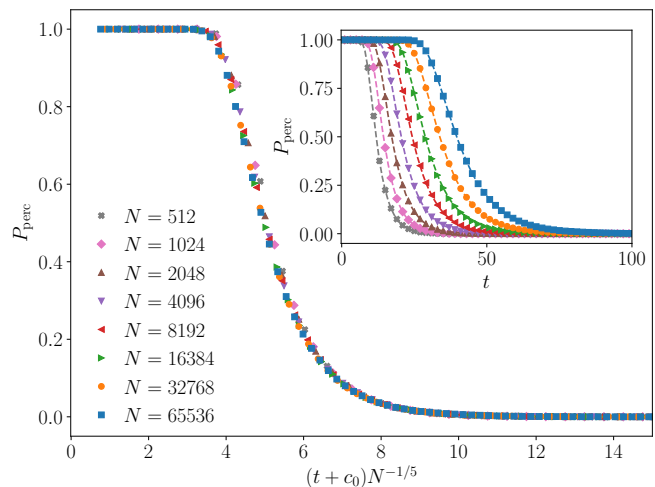 1.0
0.8
0.6
0.4
0.2
0.0
P_perc
N = 512
N = 1024
N = 2048
N = 4096
N = 8192
N = 16384
N = 32768
N = 65536
0 2 4 6 8 10 12 14
(t + c_0)N^{-1/5}
1.00
0.75
0.50
0.25
0.00
P_perc
0 50 100
t